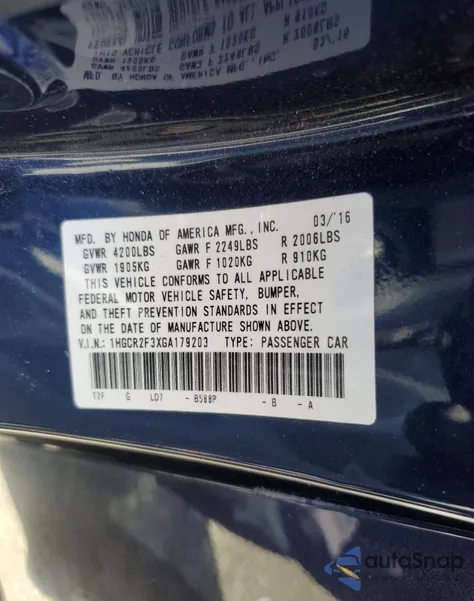 MFD. BY HONDA OF AMERICA MFG., INC. 03/'16
GVWR 4200LBS GAWR F 2249LBS R 2006LBS
GVWR 1905KG GAWR F 1020KG R 910KG
THIS VEHICLE CONFORMS TO ALL APPLICABLE
FEDERAL MOTOR VEHICLE SAFETY, BUMPER,
AND THEFT PREVENTION STANDARDS IN EFFECT
ON THE DATE OF MANUFACTURE SHOWN ABOVE.
V.I.N.: 1HGCR2F3XGA179203 TYPE: PASSENGER CAR
T2F G LD7 - B588P - B - A
autoSnap